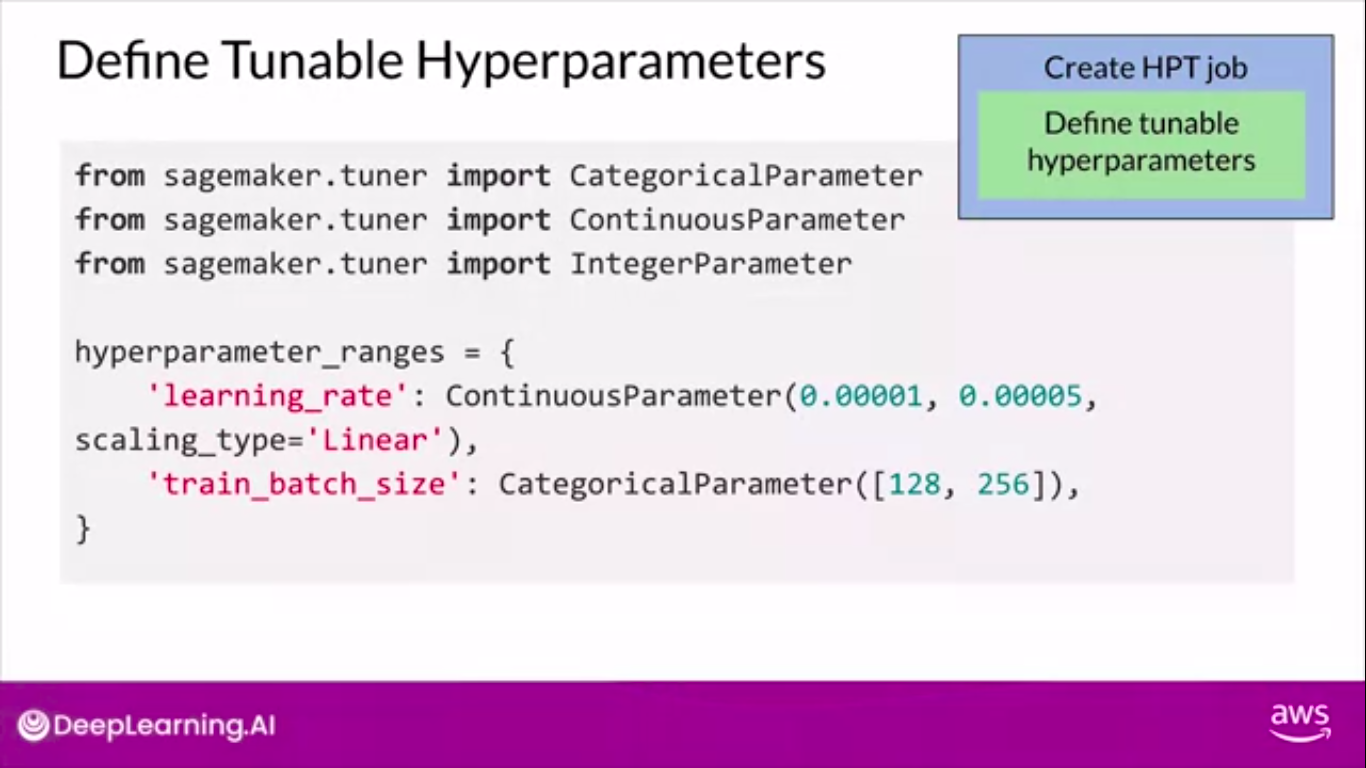 Define Tunable Hyperparameters
Create HPT job
Define tunable
hyperparameters
from sagemaker.tuner import CategoricalParameter
from sagemaker.tuner import ContinuousParameter
from sagemaker.tuner import IntegerParameter
hyperparameter_ranges = {
    'learning_rate': ContinuousParameter(0.00001, 0.00005,
scaling_type='Linear'),
    'train_batch_size': CategoricalParameter([128, 256]),
}
DeepLearning.AI
aws